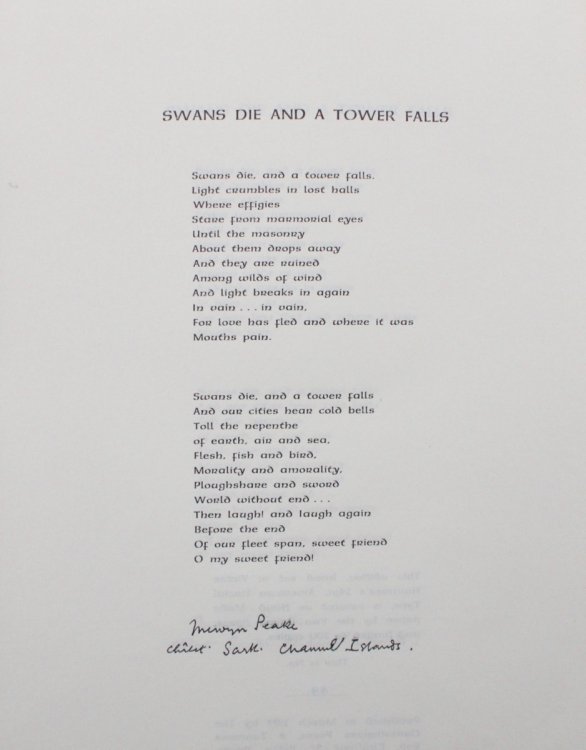 SWANS DIE AND A TOWER FALLS
Swans die, and a tower falls.
Light crumbles in lost halls
Where effigies
Stare from marmorial eyes
Until the masonry
About them drops away
And they are ruined
Among wilds of wind
And light breaks in again
In vain . . . in vain,
For love has fled and where it was
Mouths pain.
Swans die, and a tower falls
And our cities hear cold bells
Toll the nepenthe
of earth, air and sea,
Flesh, fish and bird,
Morality and amorality,
Ploughshare and sword
World without end . . .
Then laugh! and laugh again
Before the end
Of our fleet span, sweet friend
O my sweet friend!
Mervyn Peake
Sark. Channel Islands.